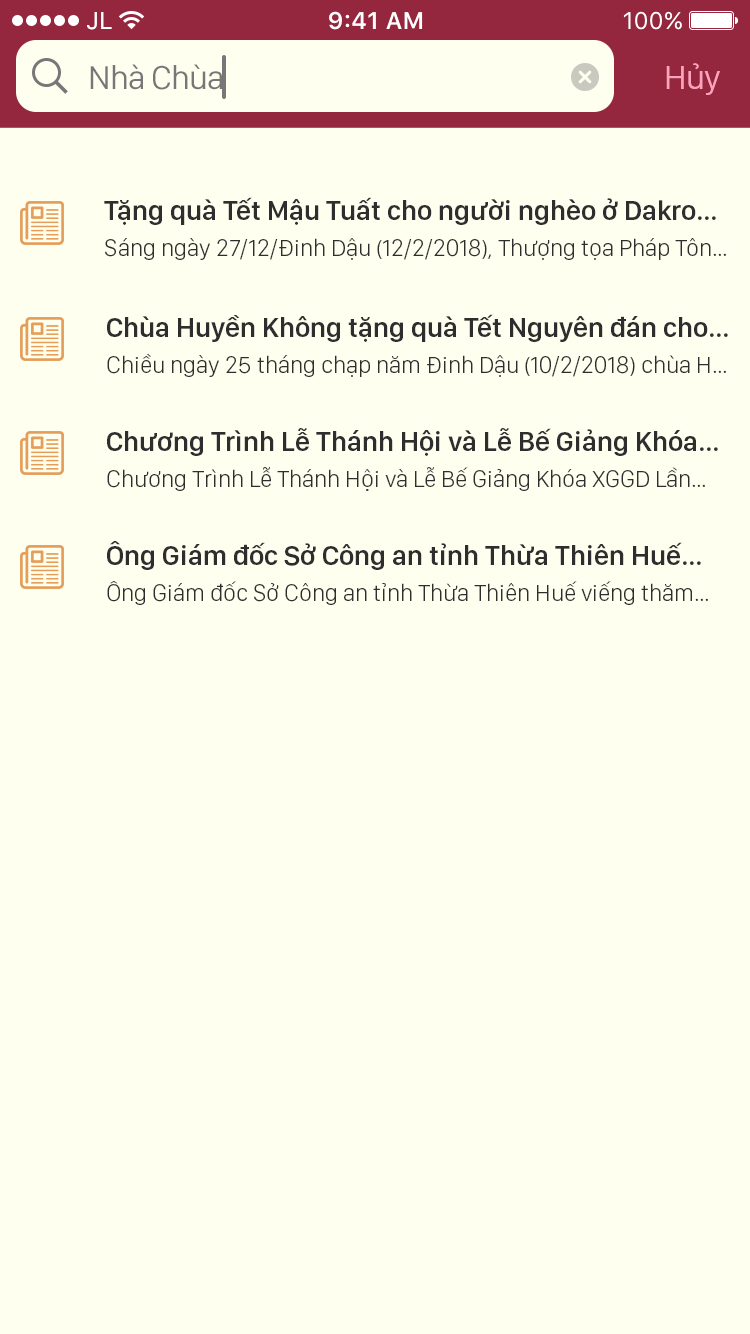 JL 9:41 AM 100%
Nhà Chùa Hủy
Tặng quà Tết Mậu Tuất cho người nghèo ở Dakro...
Sáng ngày 27/12/Đinh Dậu (12/2/2018), Thượng tọa Pháp Tôn...
Chùa Huyền Không tặng quà Tết Nguyên đán cho...
Chiều ngày 25 tháng chạp năm Đinh Dậu (10/2/2018) chùa H...
Chương Trình Lễ Thánh Hội và Lễ Bế Giảng Khóa...
Chương Trình Lễ Thánh Hội và Lễ Bế Giảng Khóa XGGD Lần...
Ông Giám đốc Sở Công an tỉnh Thừa Thiên Huế...
Ông Giám đốc Sở Công an tỉnh Thừa Thiên Huế viếng thăm...